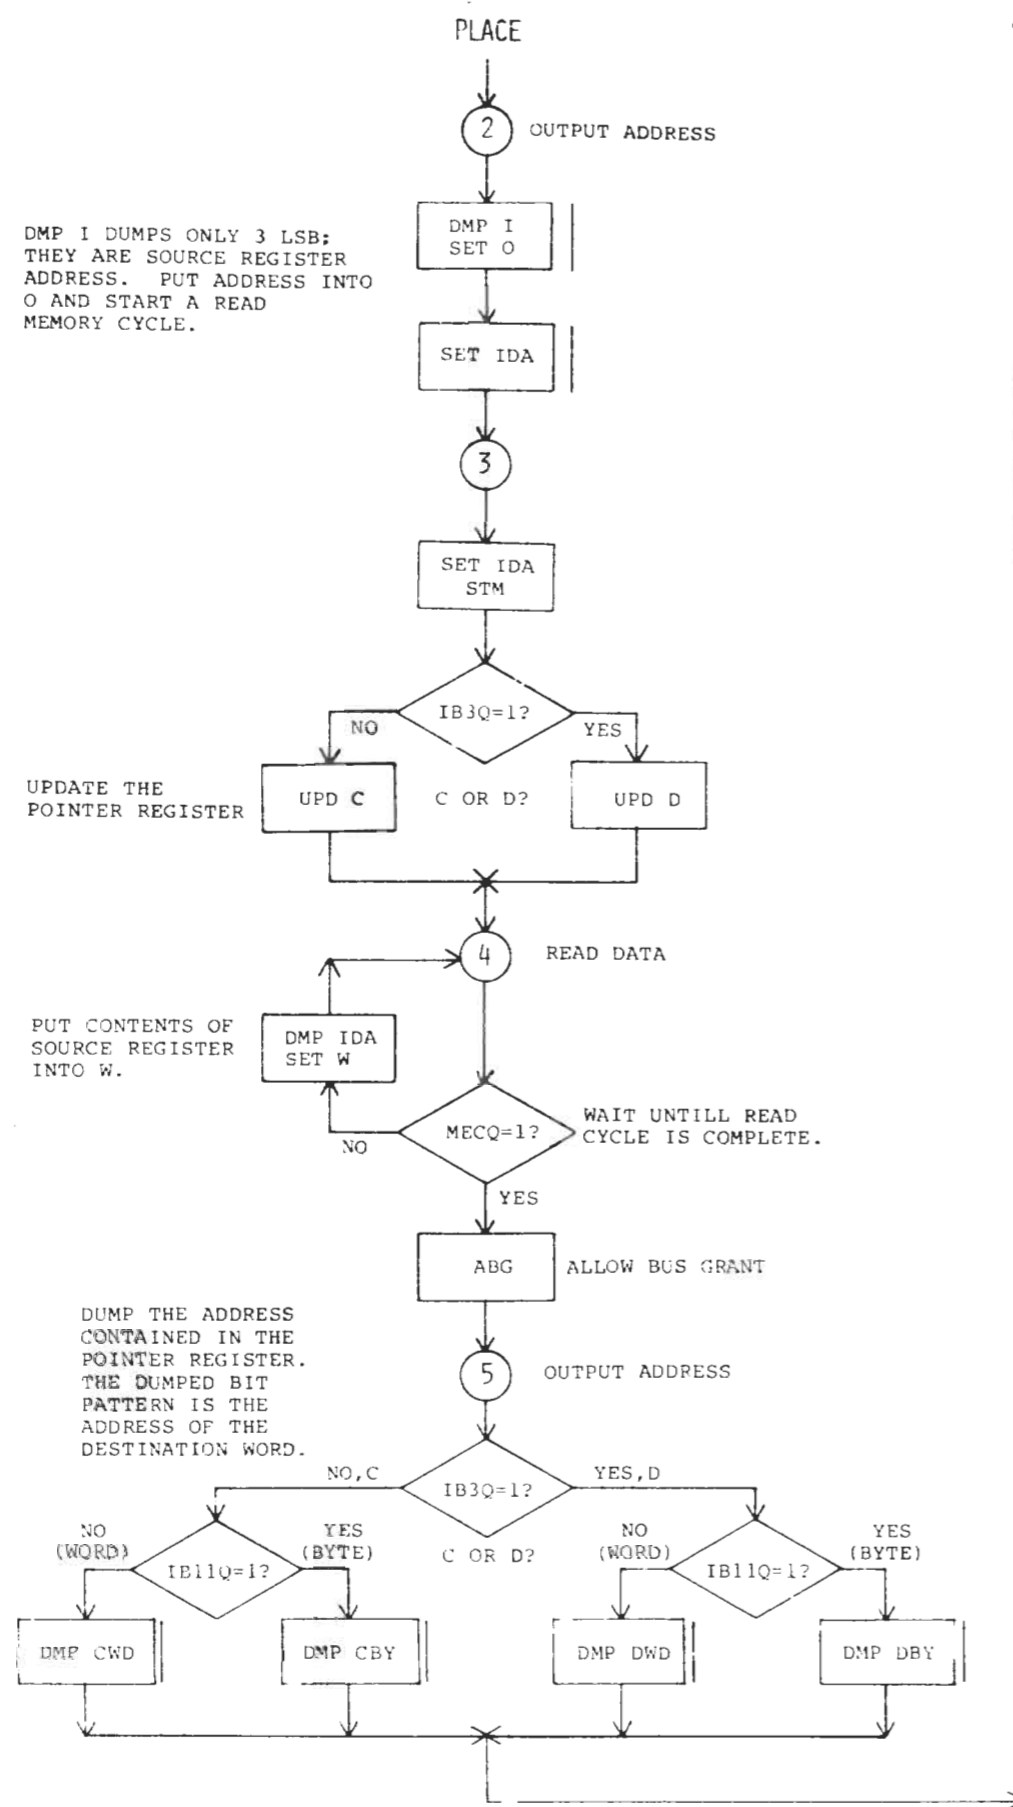 PLACE
2
OUTPUT ADDRESS
DMP I
SET O
DMP I DUMPS ONLY 3 LSB;
THEY ARE SOURCE REGISTER
ADDRESS. PUT ADDRESS INTO
O AND START A READ
MEMORY CYCLE.
SET IDA
3
SET IDA
STM
IB3Q=1?
NO
YES
UPDATE THE
POINTER REGISTER
UPD C
C OR D?
UPD D
4
READ DATA
PUT CONTENTS OF
SOURCE REGISTER
INTO W.
DMP IDA
SET W
MECQ=1?
NO
WAIT UNTILL READ
CYCLE IS COMPLETE.
YES
ABG
ALLOW BUS GRANT
DUMP THE ADDRESS
CONTAINED IN THE
POINTER REGISTER.
THE DUMPED BIT
PATTERN IS THE
ADDRESS OF THE
DESTINATION WORD.
5
OUTPUT ADDRESS
NO,C
IB3Q=1?
YES,D
C OR D?
NO
(WORD)
IB11Q=1?
YES
(BYTE)
NO
(WORD)
IB11Q=1?
YES
(BYTE)
DMP CWD
DMP CBY
DMP DWD
DMP DBY